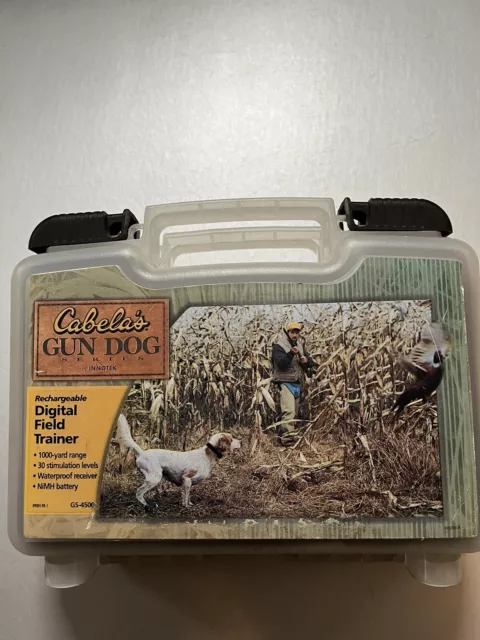 Cabela's
GUN DOG
SERIES
INNOTEK
Rechargeable
Digital
Field
Trainer
• 1000-yard range
• 30 stimulation levels
• Waterproof receiver
• NiMH battery
GS-4500